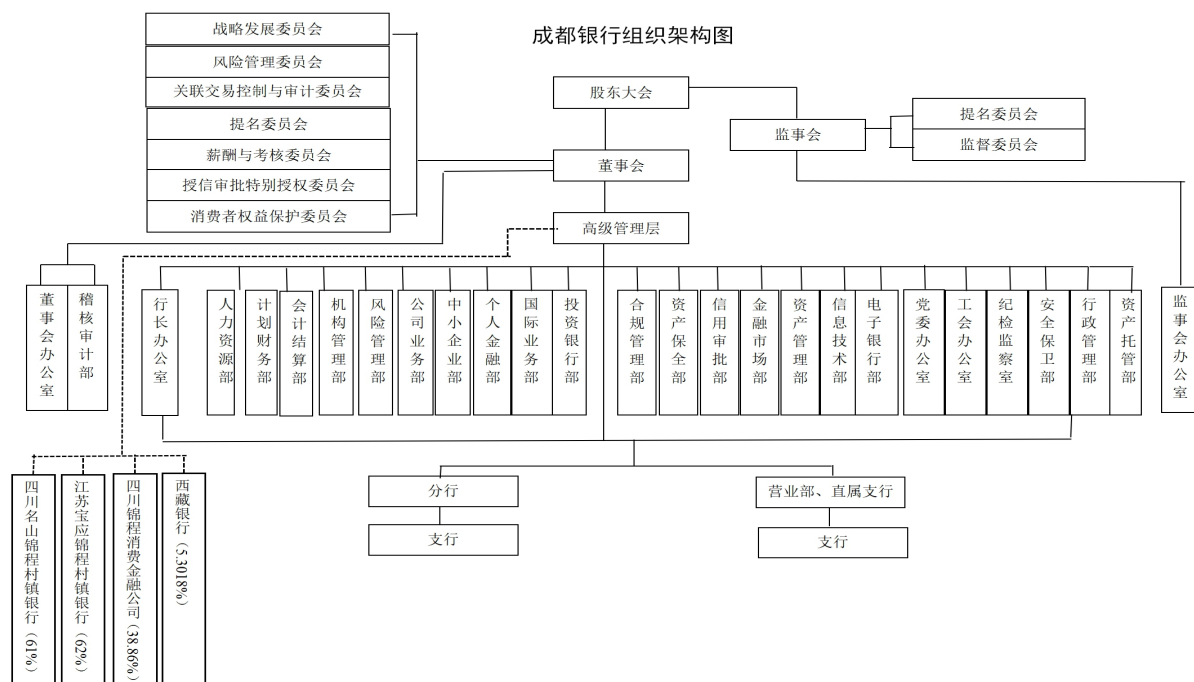 成都银行组织架构图
战略发展委员会
风险管理委员会
关联交易控制与审计委员会
提名委员会
薪酬与考核委员会
授信审批特别授权委员会
消费者权益保护委员会
股东大会
监事会
提名委员会
监督委员会
董事会
高级管理层
董事会办公室
稽核审计部
行长办公室
人力资源部
计划财务部
会计结算部
机构管理部
风险管理部
公司业务部
中小企业部
个人金融部
国际业务部
投资银行部
合规管理部
资产保全部
信用审批部
金融市场部
资产管理部
信息技术部
电子银行部
党委办公室
工会办公室
纪检监察室
安全保卫部
行政管理部
资产托管部
监事会办公室
四川名山锦程村镇银行（61%）
江苏宝应锦程村镇银行（62%）
四川锦程消费金融公司（38.86%）
西藏银行（5.3018%）
分行
支行
营业部、直属支行
支行